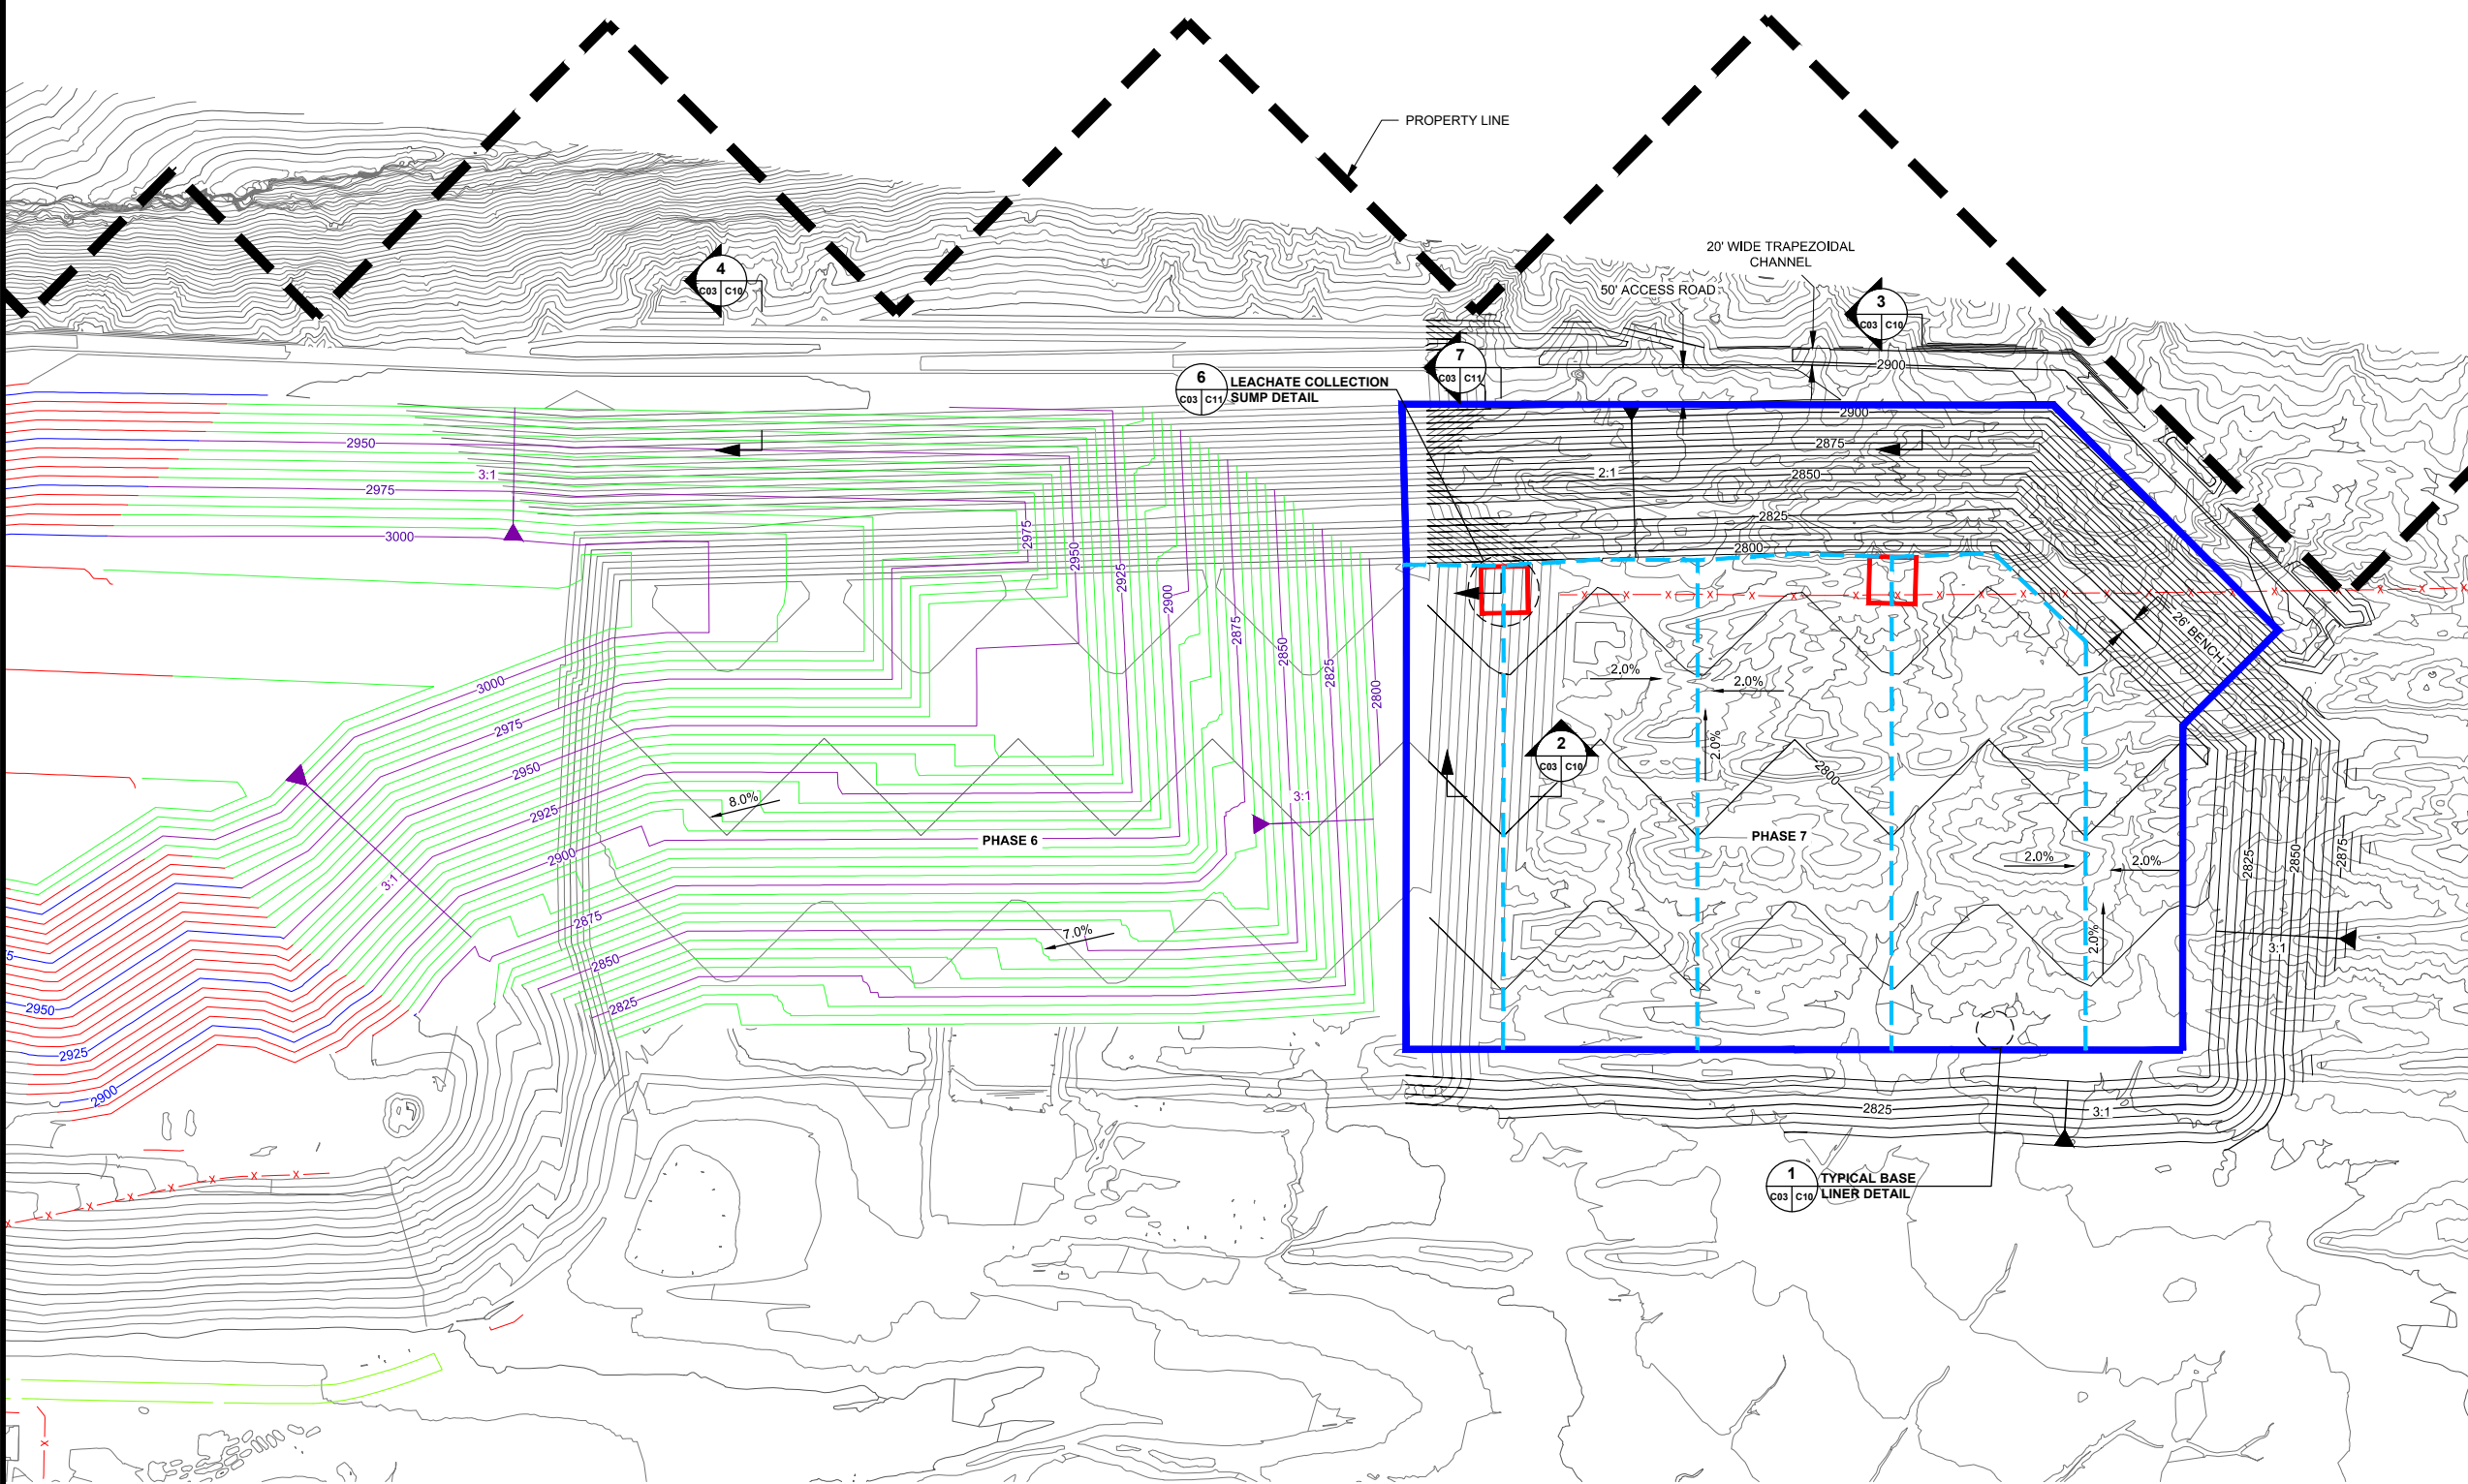 PROPERTY LINE
20' WIDE TRAPEZOIDAL
CHANNEL
50' ACCESS ROAD
4
C03 C10
3
C03 C10
7
C03 C11
6
C03 C11
LEACHATE COLLECTION
SUMP DETAIL
2900
2900
2875
2:1
2850
2825
2800
2950
3:1
2975
3000
2975
2950
2925
2900
2875
2850
2825
2800
X X X X X X X X X X X X X X X X X X X X X
26' BENCH
2.0%
2.0%
2.0%
2
C03 C10
2800
3000
2975
2950
2925
2900
2875
2850
2825
8.0%
7.0%
3:1
3:1
PHASE 6
PHASE 7
2.0%
2.0%
2.0%
2825
2850
2875
3:1
2950
2925
2900
2825
3:1
1
C03 C10
TYPICAL BASE
LINER DETAIL
X X X X X X X X
X